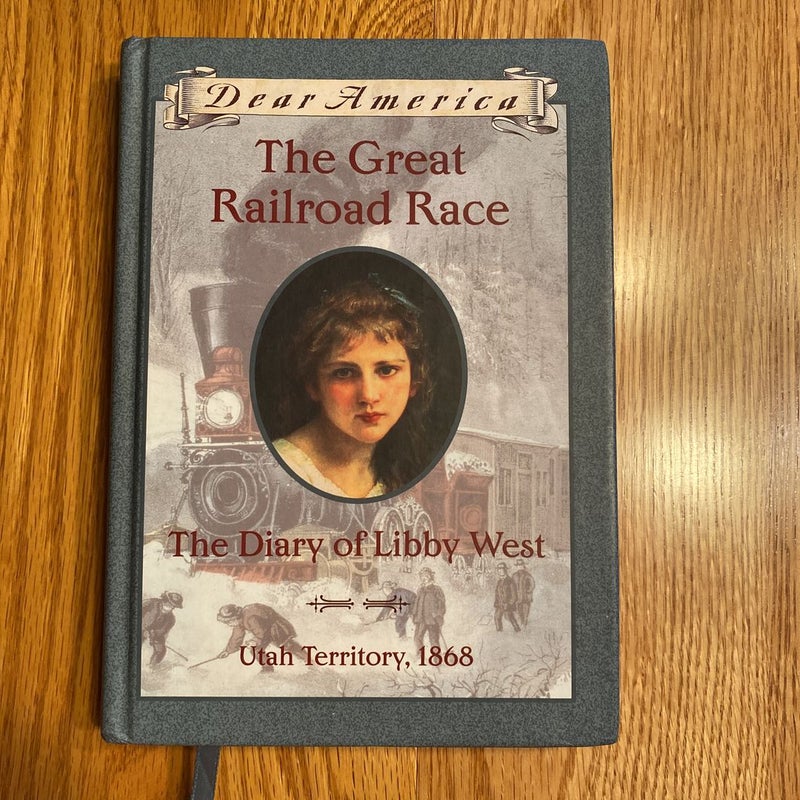 Dear America
The Great
Railroad Race
The Diary of Libby West
Utah Territory, 1868